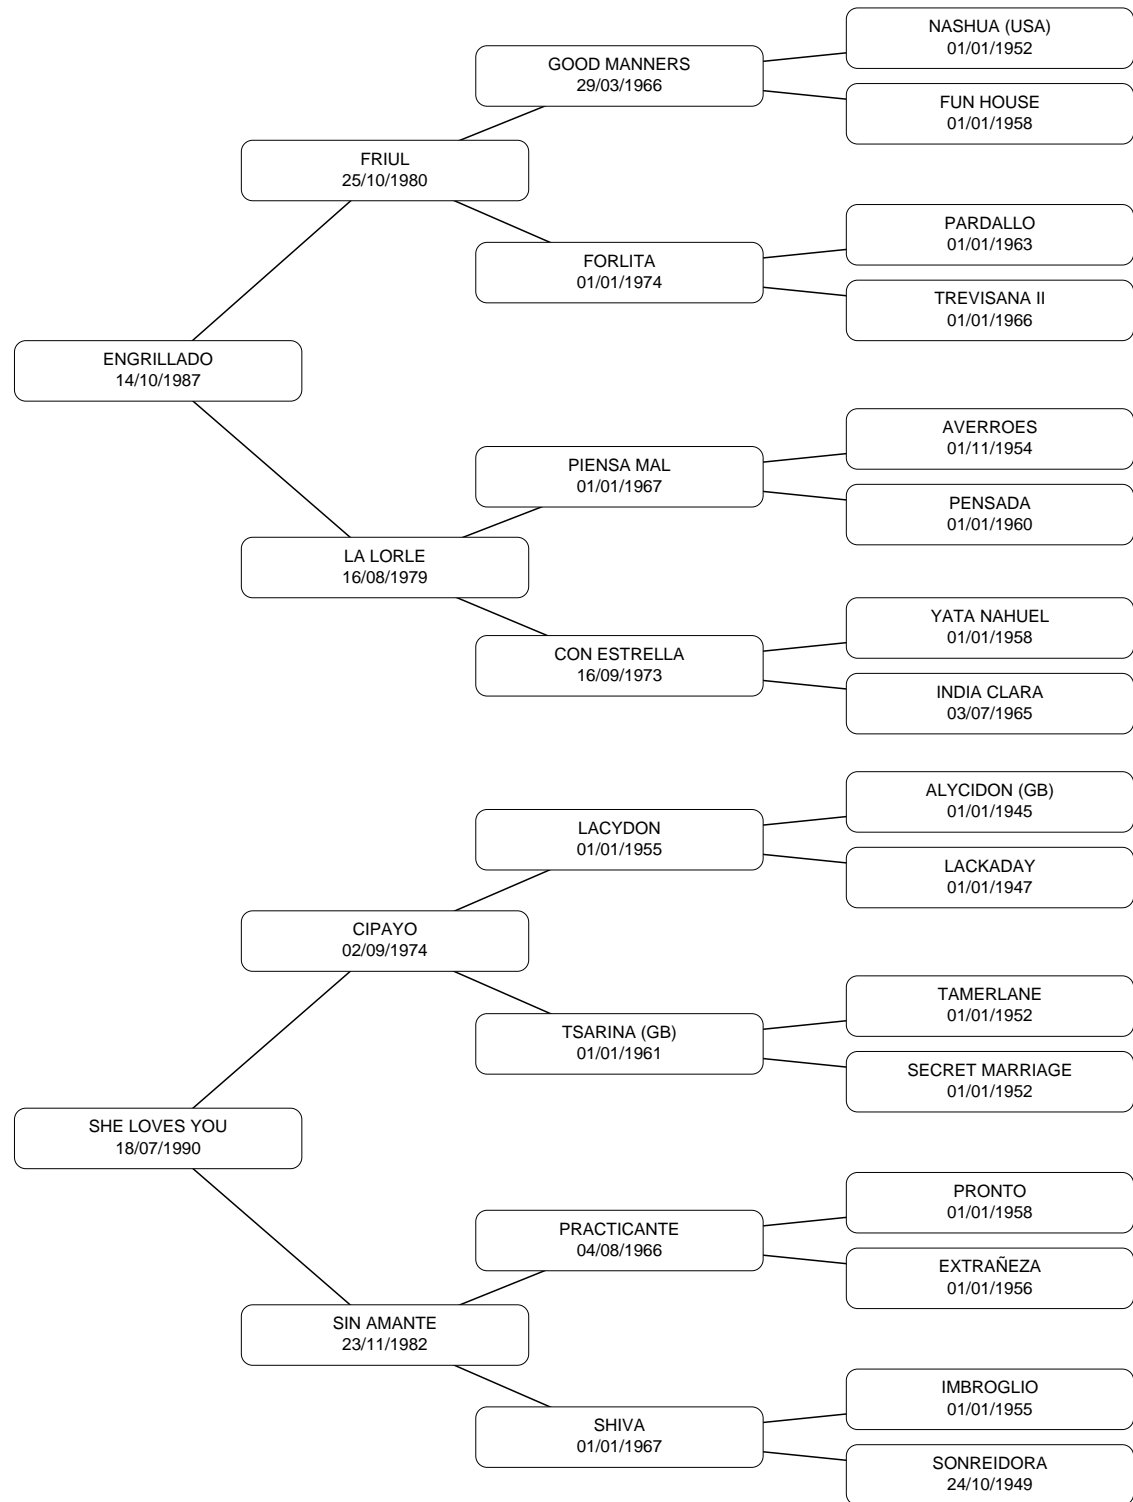 NASHUA (USA)
01/01/1952
GOOD MANNERS
29/03/1966
FUN HOUSE
01/01/1958
FRIUL
25/10/1980
PARDALLO
01/01/1963
FORLITA
01/01/1974
TREVISANA II
01/01/1966
ENGRILLADO
14/10/1987
AVERROES
01/11/1954
PIENSA MAL
01/01/1967
PENSADA
01/01/1960
LA LORLE
16/08/1979
YATA NAHUEL
01/01/1958
CON ESTRELLA
16/09/1973
INDIA CLARA
03/07/1965
ALYCIDON (GB)
01/01/1945
LACYDON
01/01/1955
LACKADAY
01/01/1947
CIPAYO
02/09/1974
TAMERLANE
01/01/1952
TSARINA (GB)
01/01/1961
SECRET MARRIAGE
01/01/1952
SHE LOVES YOU
18/07/1990
PRONTO
01/01/1958
PRACTICANTE
04/08/1966
EXTRAÑEZA
01/01/1956
SIN AMANTE
23/11/1982
IMBROGLIO
01/01/1955
SHIVA
01/01/1967
SONREIDORA
24/10/1949